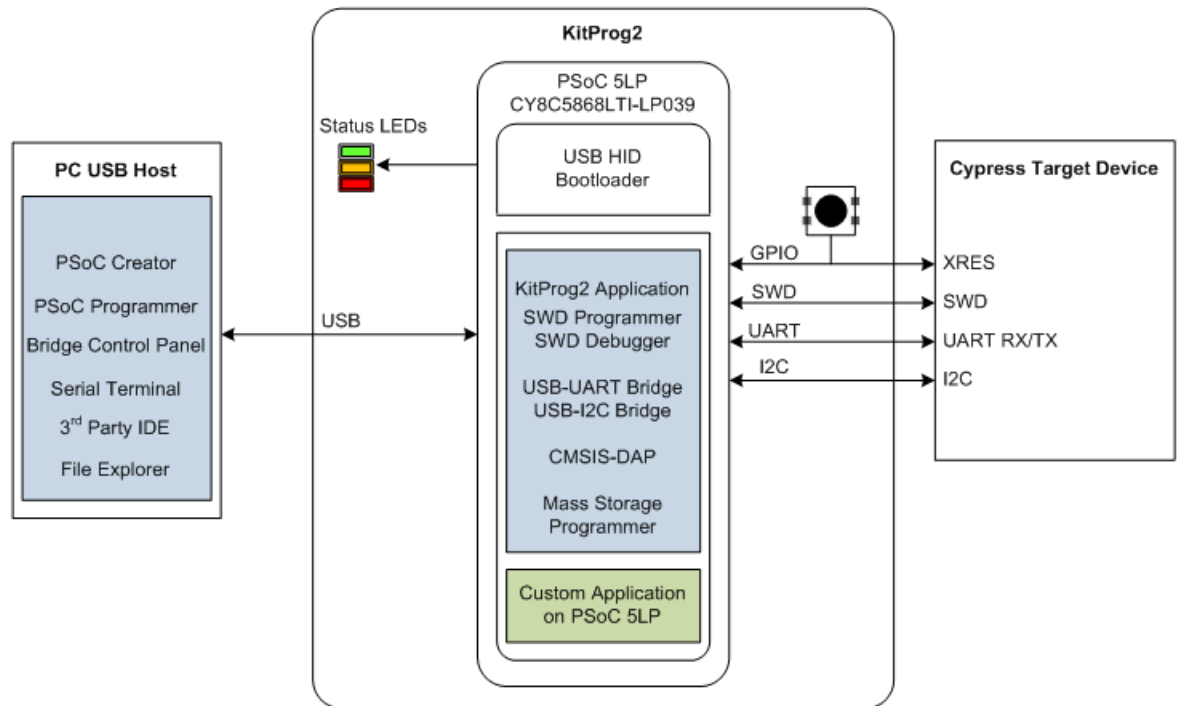 KitProg2
PSoC 5LP
CY8C5868LTI-LP039
Status LEDs
USB HID
Bootloader
PC USB Host
PSoC Creator
PSoC Programmer
Bridge Control Panel
Serial Terminal
3rd Party IDE
File Explorer
USB
KitProg2 Application
SWD Programmer
SWD Debugger
USB-UART Bridge
USB-I2C Bridge
CMSIS-DAP
Mass Storage
Programmer
Custom Application
on PSoC 5LP
GPIO
SWD
UART
I2C
Cypress Target Device
XRES
SWD
UART RX/TX
I2C